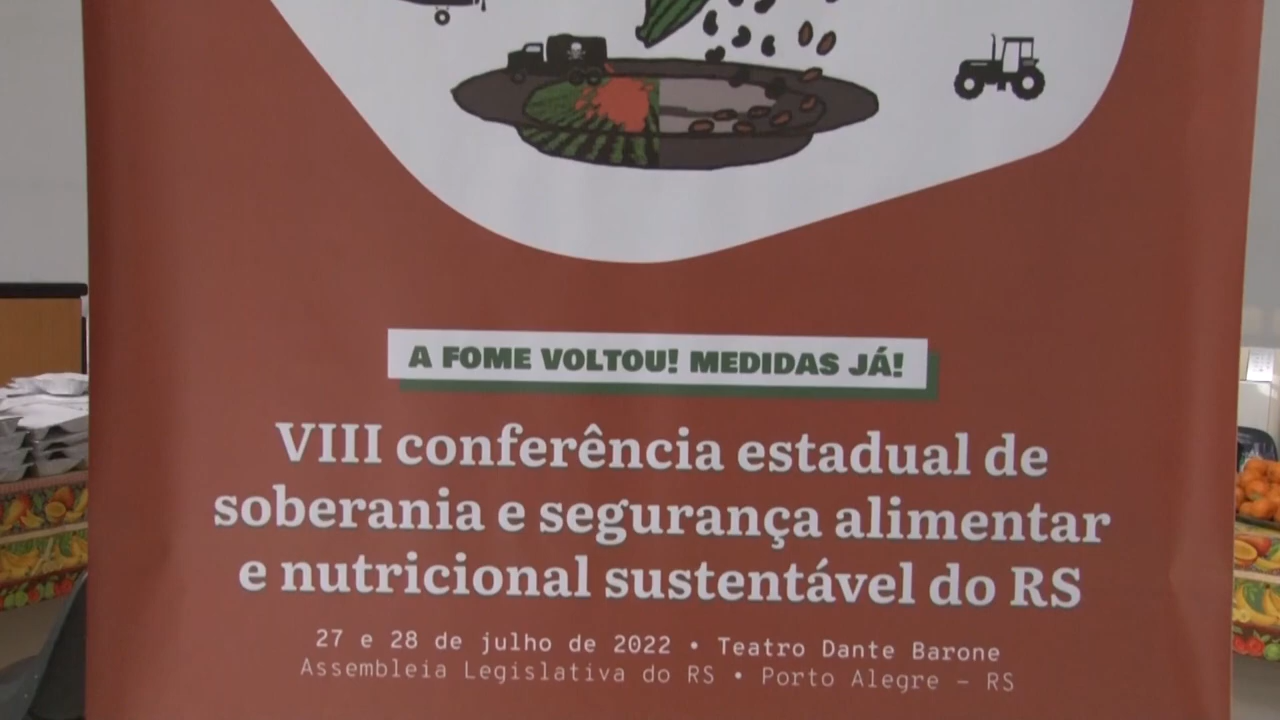 A FOME VOLTOU! MEDIDAS JÁ!
VIII conferência estadual de
soberania e segurança alimentar
e nutricional sustentável do RS
27 e 28 de julho de 2022 • Teatro Dante Barone
Assembleia Legislativa do RS • Porto Alegre - RS